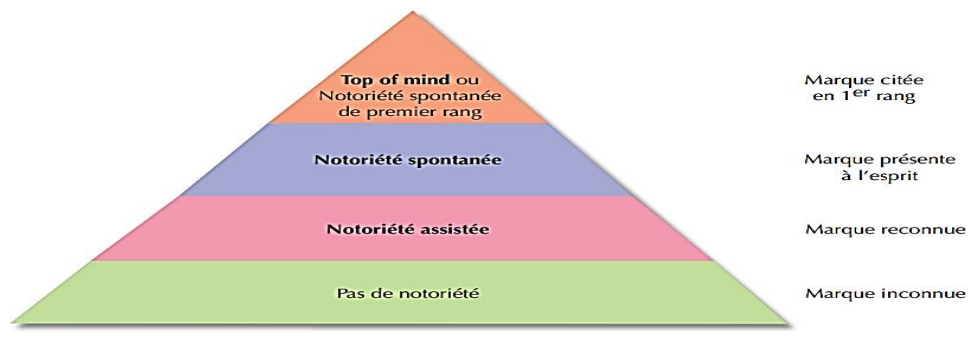 Top of mind ou
Notoriété spontanée
de premier rang
Marque citée
en 1er rang
Notoriété spontanée
Marque présente
à l'esprit
Notoriété assistée
Marque reconnue
Pas de notoriété
Marque inconnue